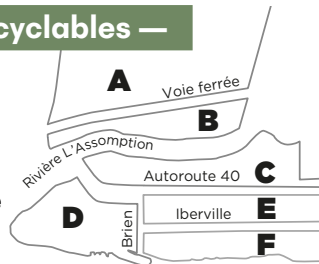 cyclables —
A
Voie ferrée
B
Rivière L'Assomption
Autoroute 40 C
D
Brien
Iberville E
F